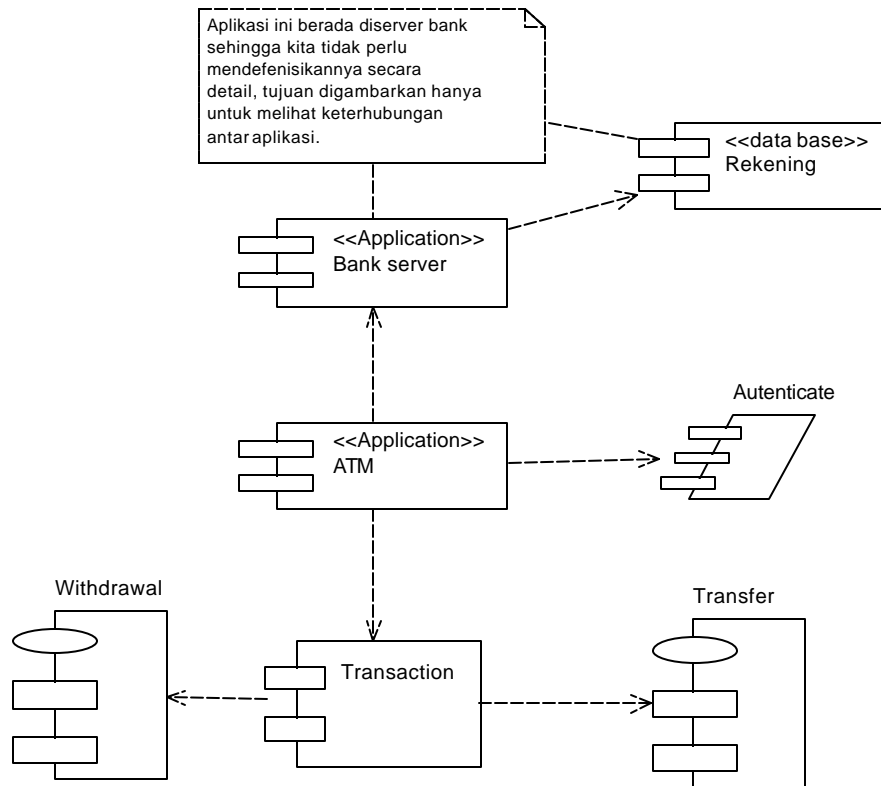 Aplikasi ini berada diserver bank
sehingga kita tidak perlu
mendefenisikannya secara
detail, tujuan digambarkan hanya
untuk melihat keterhubungan
antar aplikasi.
<<data base>>
Rekening
<<Application>>
Bank server
Autenticate
<<Application>>
ATM
Withdrawal
Transfer
Transaction